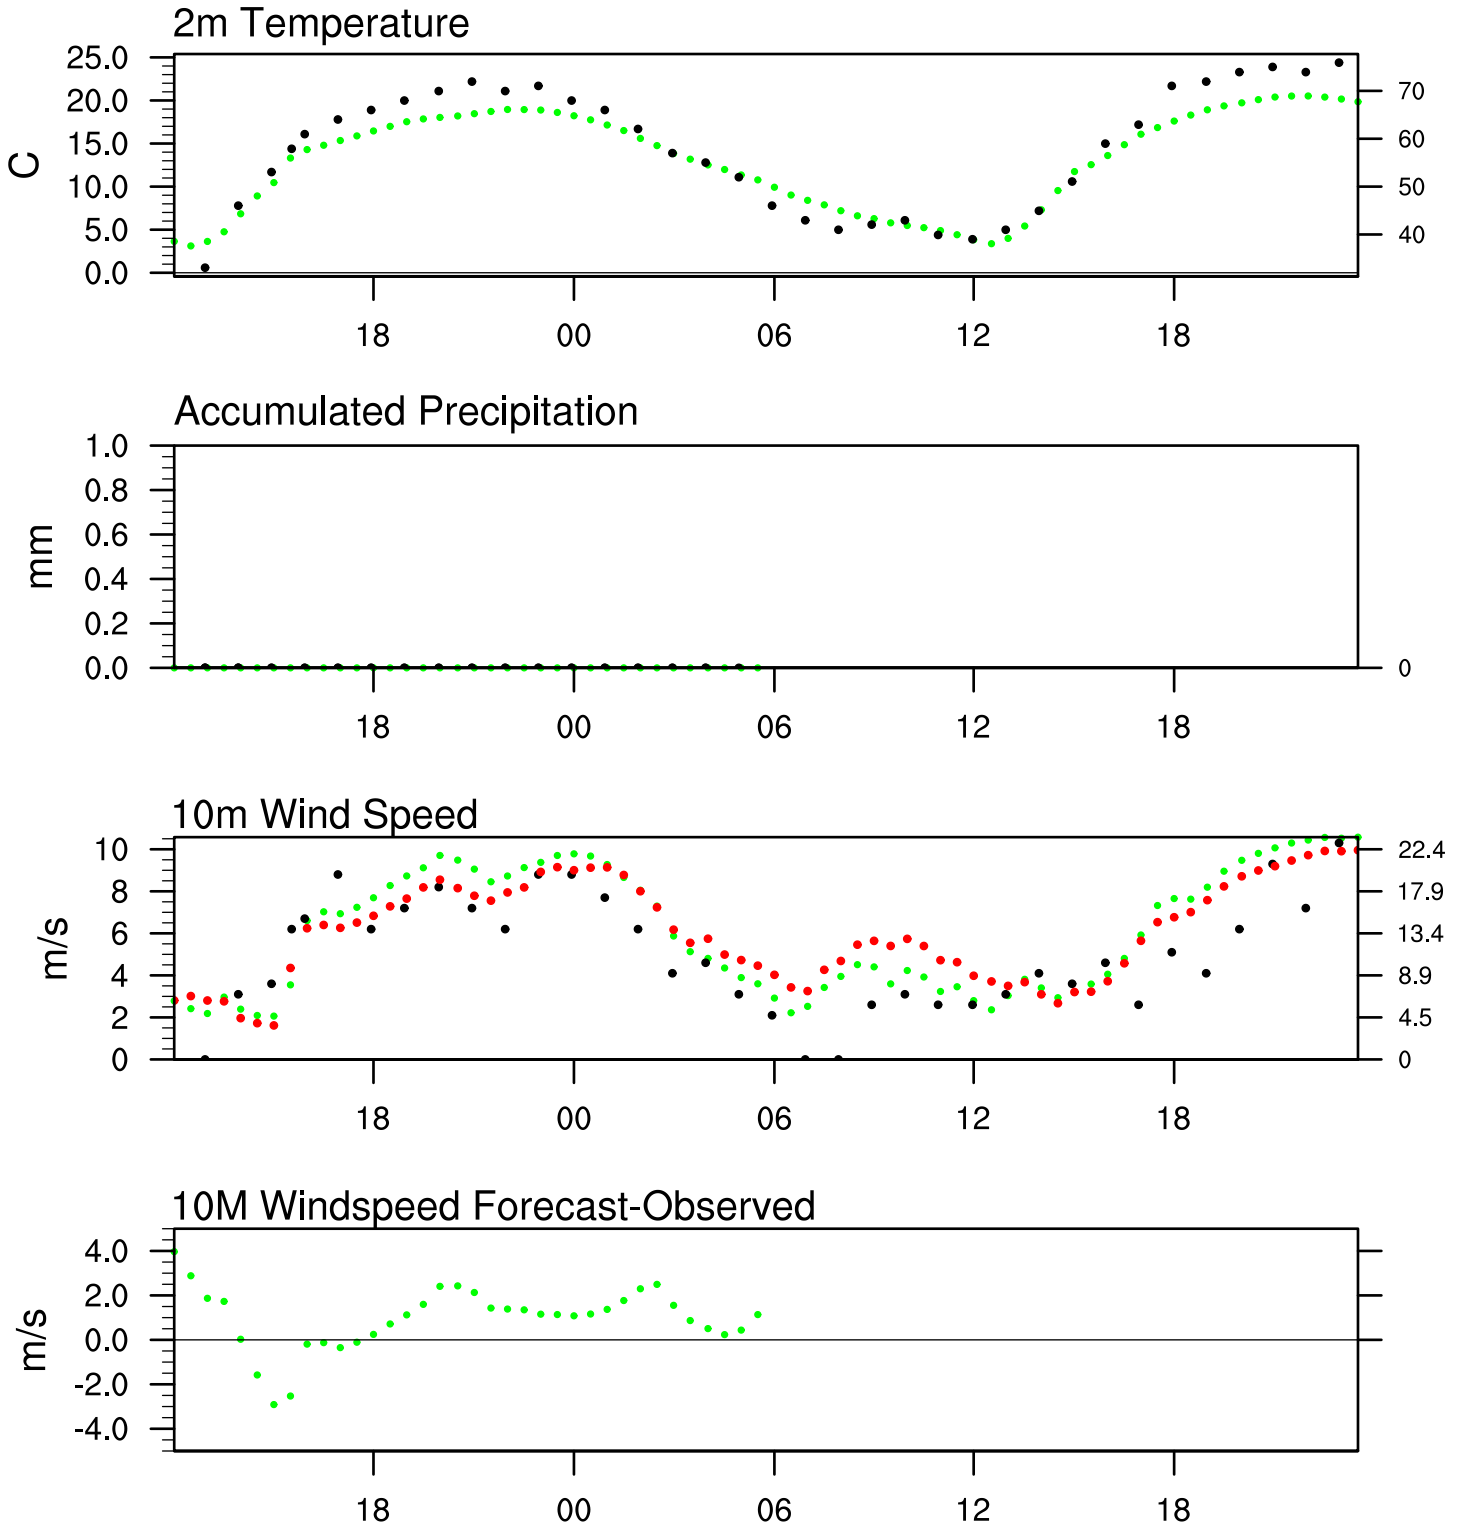 2m Temperature
25.0
20.0
15.0
10.0
5.0
0.0
C
70
60
50
40
18 00 06 12 18
Accumulated Precipitation
1.0
0.8
0.6
0.4
0.2
0.0
mm
0
18 00 06 12 18
10m Wind Speed
10
8
6
4
2
0
m/s
22.4
17.9
13.4
8.9
4.5
0
18 00 06 12 18
10M Windspeed Forecast-Observed
4.0
2.0
0.0
-2.0
-4.0
m/s
18 00 06 12 18